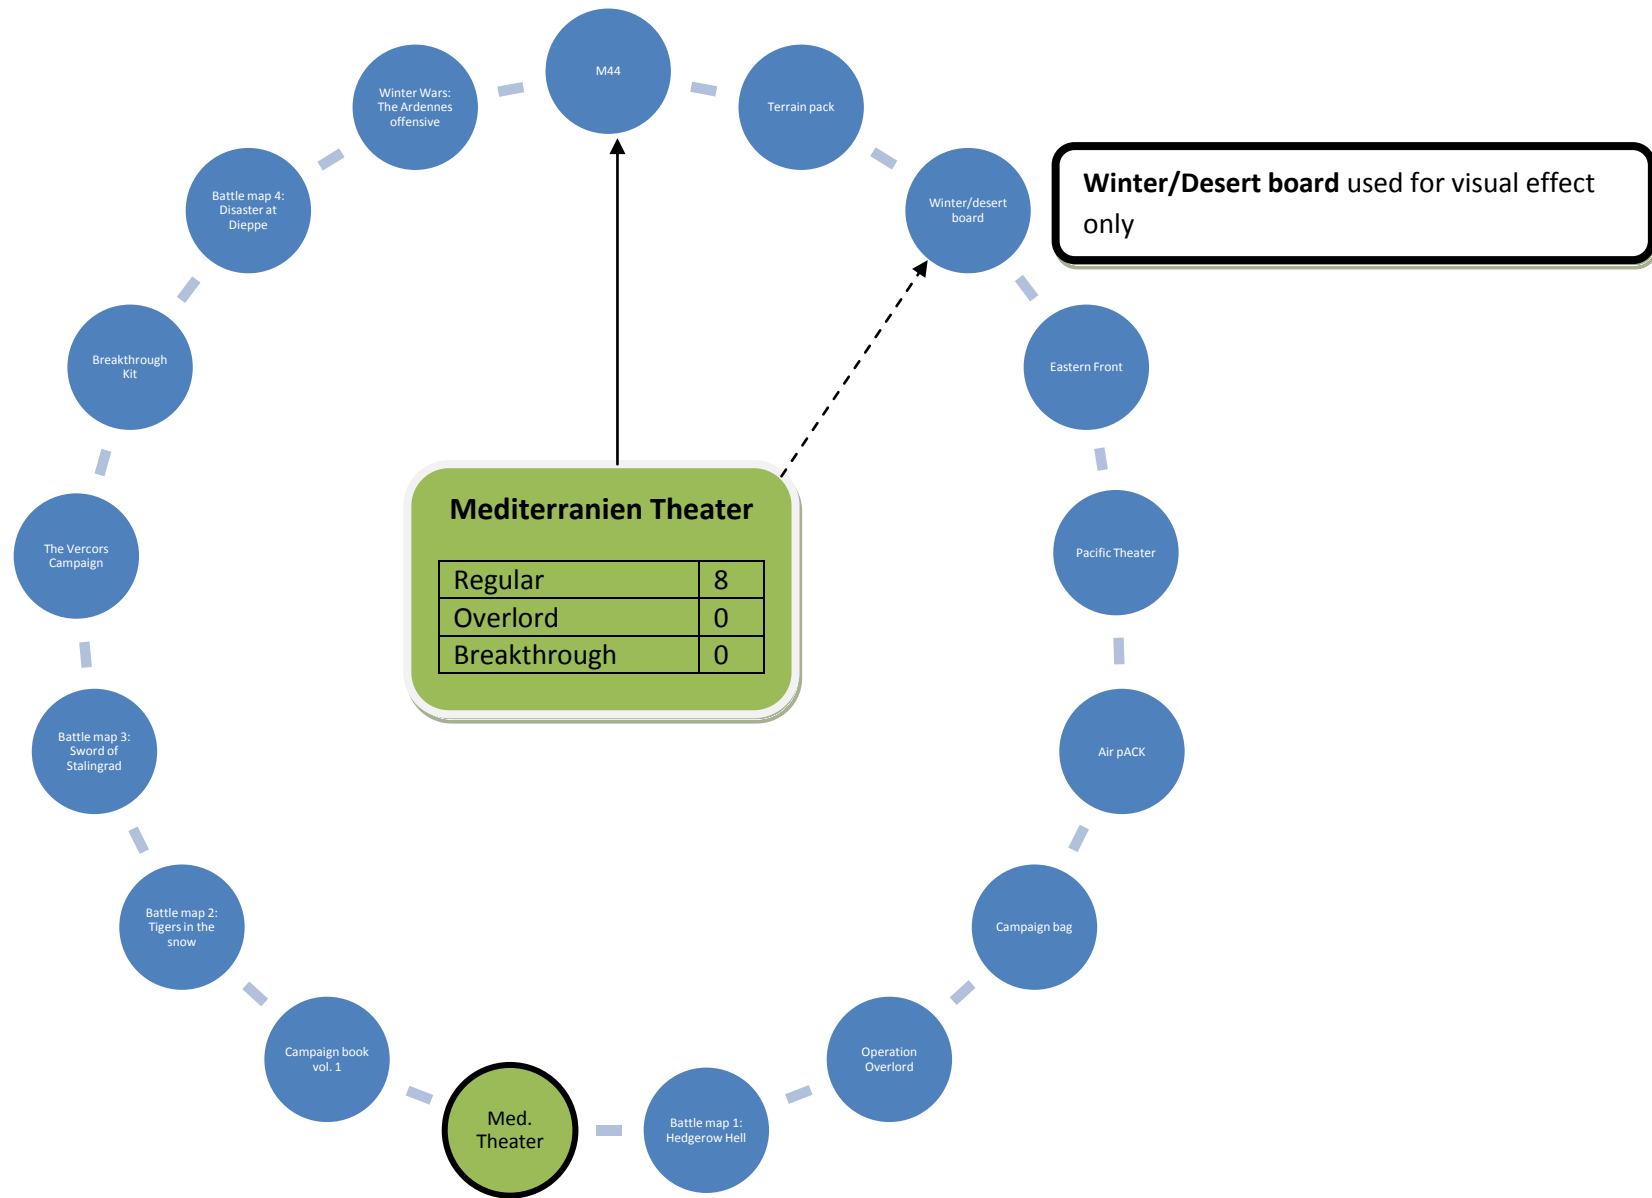 M44
Terrain pack
Winter/desert
board
Winter/Desert board used for visual effect
only
Eastern Front
Pacific Theater
Air pACK
Campaign bag
Operation
Overlord
Battle map 1:
Hedgerow Hell
Med.
Theater
Campaign book
vol. 1
Battle map 2:
Tigers in the
snow
Battle map 3:
Sword of
Stalingrad
The Vercors
Campaign
Breakthrough
Kit
Battle map 4:
Disaster at
Dieppe
Winter Wars:
The Ardennes
offensive
Mediterranien Theater
Regular 8
Overlord 0
Breakthrough 0